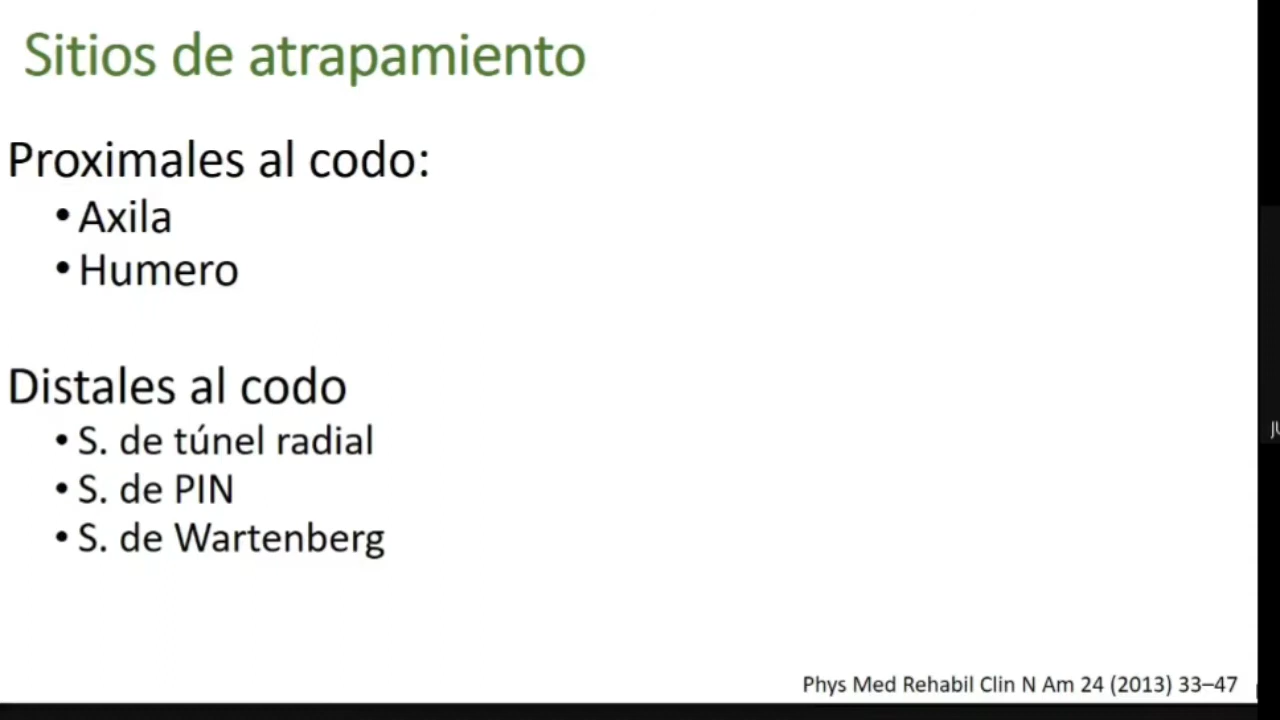 Sitios de atrapamiento
Proximales al codo:
• Axila
• Humero
Distales al codo
• S. de túnel radial
• S. de PIN
• S. de Wartenberg
Phys Med Rehabil Clin N Am 24 (2013) 33–47